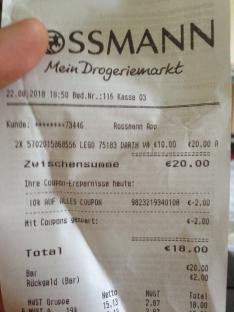 ROSSMANN
Mein Drogeriemarkt
22.08.2018 18:50 Bed.Nr.:116 Kasse 03
Kunde: ********73446 Rossmann App
2X 5702015868556 LEGO 75183 DARTH VA €10.00 €20.00 A
Zwischensumme €20.00
Ihre Coupon-Ersparnisse heute:
10% AUF ALLES COUPON 9823219340108 €-2.00
Mit Coupons gespart: €-2.00
Total €18.00
Bar €20.00
Rückgeld (Bar) €2.00
MWST Gruppe Netto MWST Total
15.13 2.87 18.00